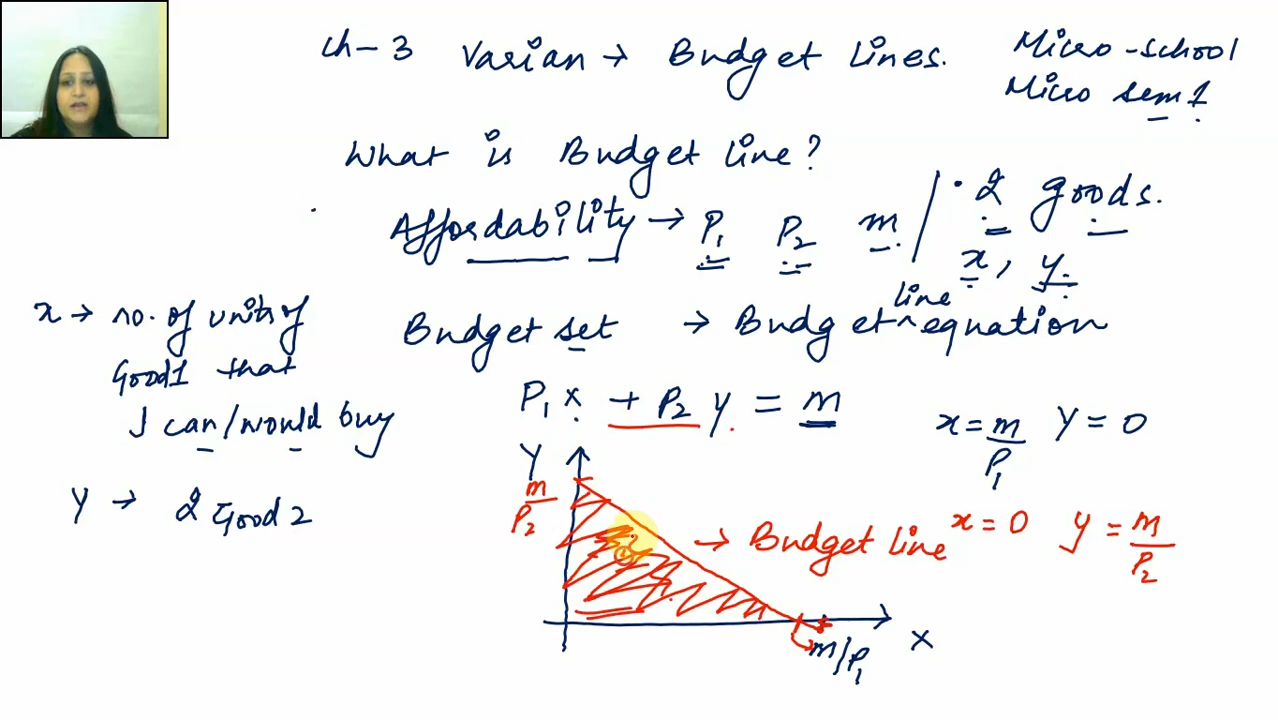 Ch-3 Varian → Budget Lines.
Micro-school
Micro sem 1
What is Budget line?
Affordability → P1 P2 m | · 2 goods.
x, y.
Budget set → Budget line equation
x → no. of units of
Good1 that
I can/would buy
y → 2 Good 2
P1 x + P2 y = m
x = m/P1 y = 0
Y
m/P2
→ Budget line
x = 0 y = m/P2
m/P1
X